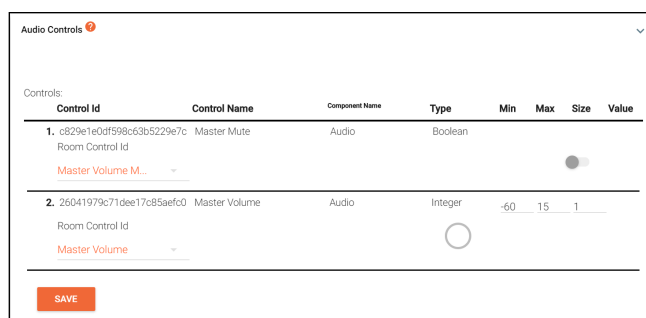 Audio Controls ?
Controls:
Control Id Control Name Component Name Type Min Max Size Value
1. c829e1e0df598c63b5229e7c Master Mute Audio Boolean
Room Control Id
Master Volume M...
2. 26041979c71dee17c85aefc0 Master Volume Audio Integer -60 15 1
Room Control Id
Master Volume
SAVE